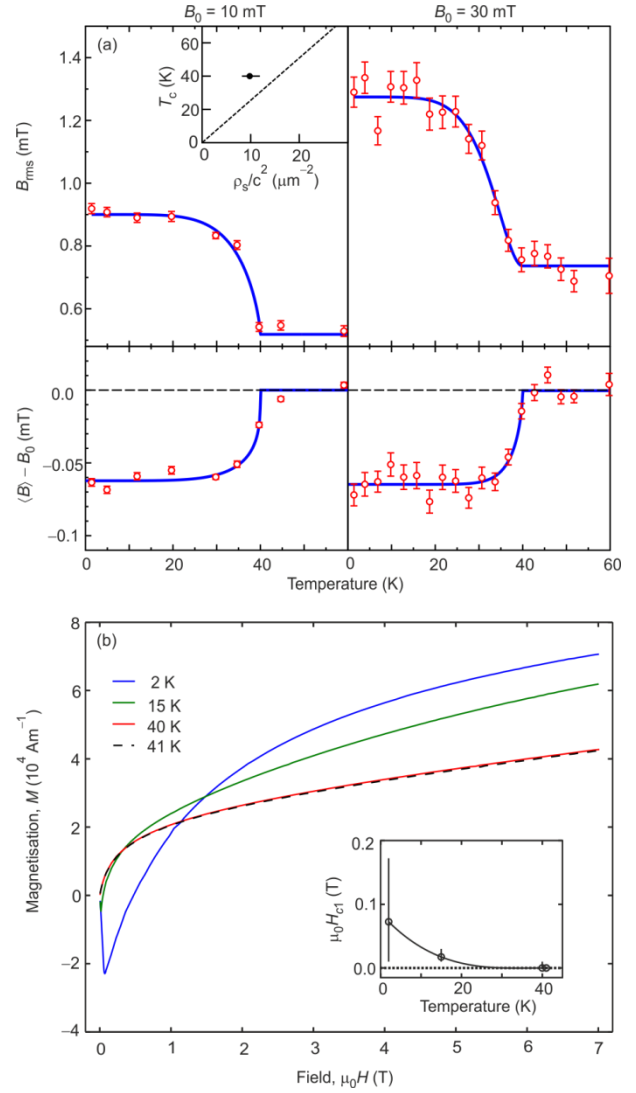 B₀ = 10 mT
B₀ = 30 mT
(a)
1.4
1.2
1.0
0.8
0.6
B_rms (mT)
60
40
20
0
T_c (K)
0 10 20
ρ_s/c² (μm⁻²)
0.0
−0.05
−0.1
⟨B⟩ − B₀ (mT)
0 20 40 0 20 40 60
Temperature (K)
(b)
8
6
4
2
0
−2
−4
Magnetisation, M (10⁴ Am⁻¹)
2 K
15 K
40 K
41 K
0.2
0.1
0.0
μ₀H_c1 (T)
0 20 40
Temperature (K)
0 1 2 3 4 5 6 7
Field, μ₀H (T)